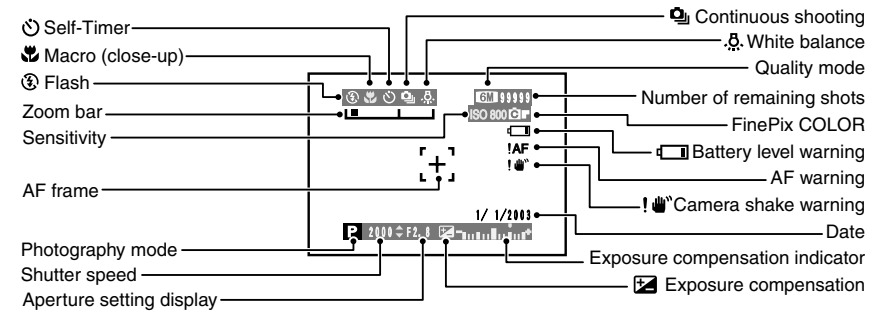 Self-Timer
Macro (close-up)
Flash
Zoom bar
Sensitivity
AF frame
Photography mode
Shutter speed
Aperture setting display
6M 99999
ISO 800 C F
!AF
!
1/ 1/2003
P 2000 F2.8
Continuous shooting
White balance
Quality mode
Number of remaining shots
FinePix COLOR
Battery level warning
AF warning
! Camera shake warning
Date
Exposure compensation indicator
Exposure compensation